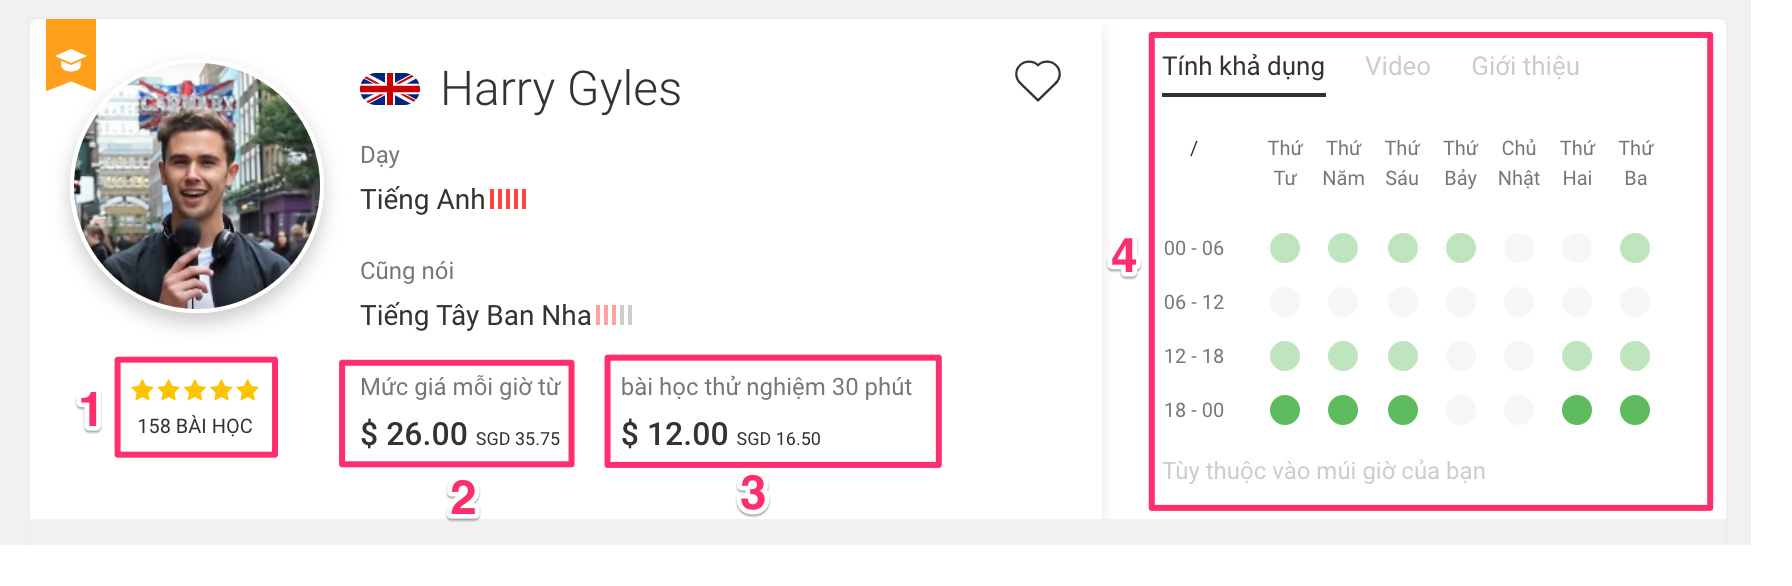 Harry Gyles
Dạy
Tiếng Anh
Cũng nói
Tiếng Tây Ban Nha
1
158 BÀI HỌC
Mức giá mỗi giờ từ
$ 26.00 SGD 35.75
2
bài học thử nghiệm 30 phút
$ 12.00 SGD 16.50
3
4
Tính khả dụng Video Giới thiệu
/ Thứ Thứ Thứ Thứ Chủ Thứ Thứ
Tư Năm Sáu Bảy Nhật Hai Ba
00 - 06
06 - 12
12 - 18
18 - 00
Tùy thuộc vào múi giờ của bạn